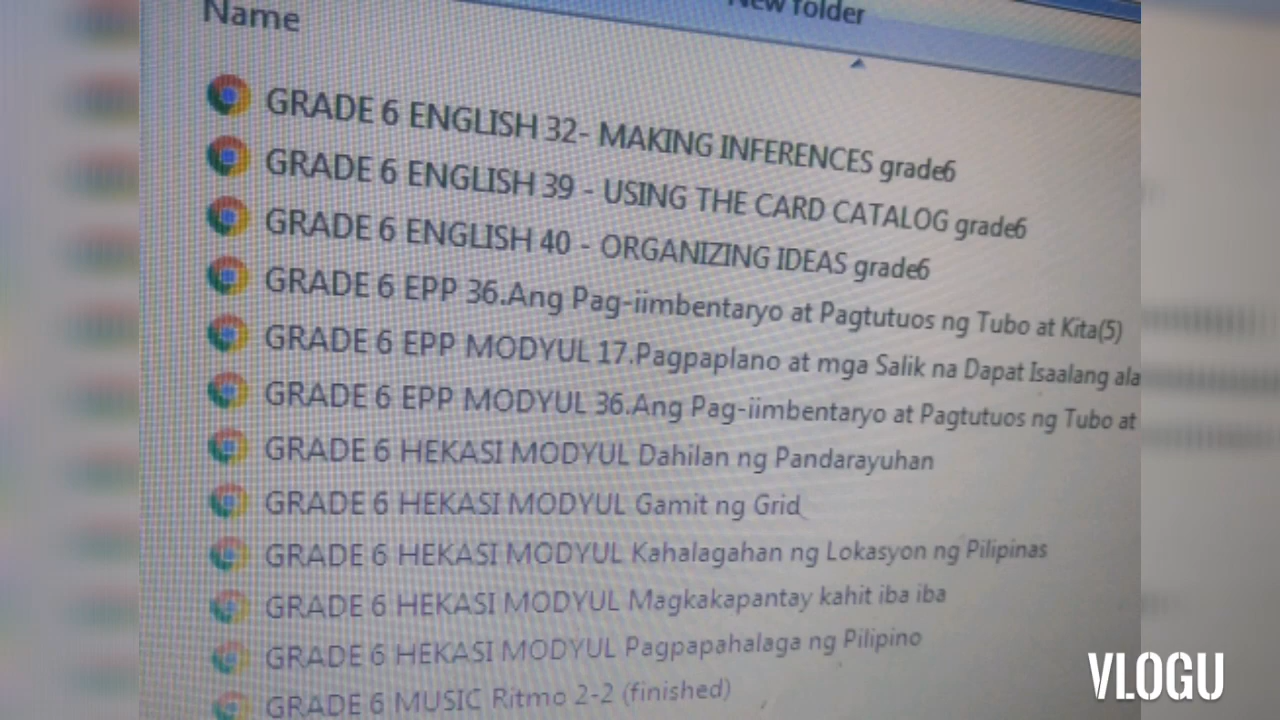 New folder
Name
GRADE 6 ENGLISH 32- MAKING INFERENCES grade6
GRADE 6 ENGLISH 39 - USING THE CARD CATALOG grade6
GRADE 6 ENGLISH 40 - ORGANIZING IDEAS grade6
GRADE 6 EPP 36.Ang Pag-iimbentaryo at Pagtutuos ng Tubo at Kita(5)
GRADE 6 EPP MODYUL 17.Pagpaplano at mga Salik na Dapat Isaalang ala
GRADE 6 EPP MODYUL 36.Ang Pag-iimbentaryo at Pagtutuos ng Tubo at
GRADE 6 HEKASI MODYUL Dahilan ng Pandarayuhan
GRADE 6 HEKASI MODYUL Gamit ng Grid
GRADE 6 HEKASI MODYUL Kahalagahan ng Lokasyon ng Pilipinas
GRADE 6 HEKASI MODYUL Magkakapantay kahit iba iba
GRADE 6 HEKASI MODYUL Pagpapahalaga ng Pilipino
GRADE 6 MUSIC Ritmo 2-2 (finished)
VLOGU